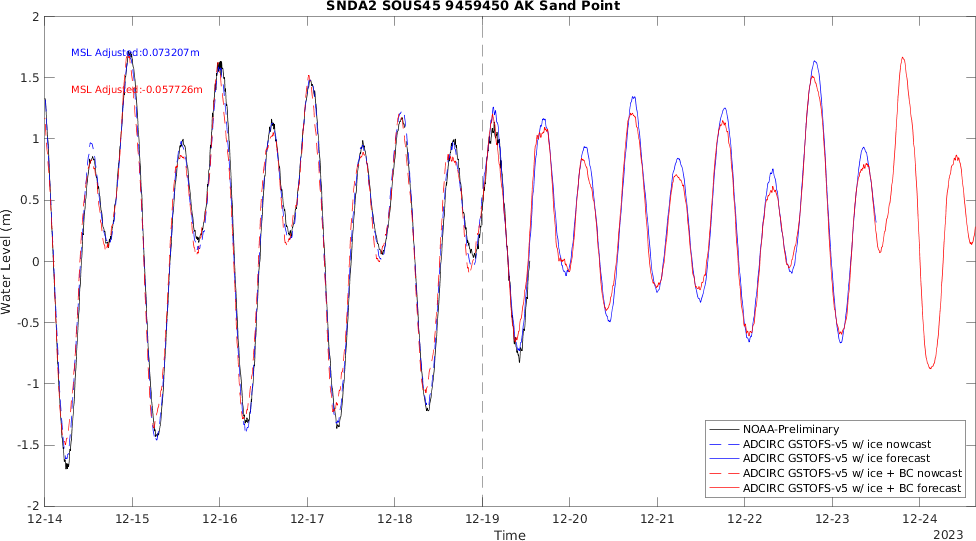 SNDA2 SOUS45 9459450 AK Sand Point
MSL Adjusted:0.073207m
MSL Adjusted:-0.057726m
Water Level (m)
2
1.5
1
0.5
0
-0.5
-1
-1.5
-2
NOAA-Preliminary
ADCIRC GSTOFS-v5 w/ ice nowcast
ADCIRC GSTOFS-v5 w/ ice forecast
ADCIRC GSTOFS-v5 w/ ice + BC nowcast
ADCIRC GSTOFS-v5 w/ ice + BC forecast
12-14 12-15 12-16 12-17 12-18 12-19 12-20 12-21 12-22 12-23 12-24
Time
2023